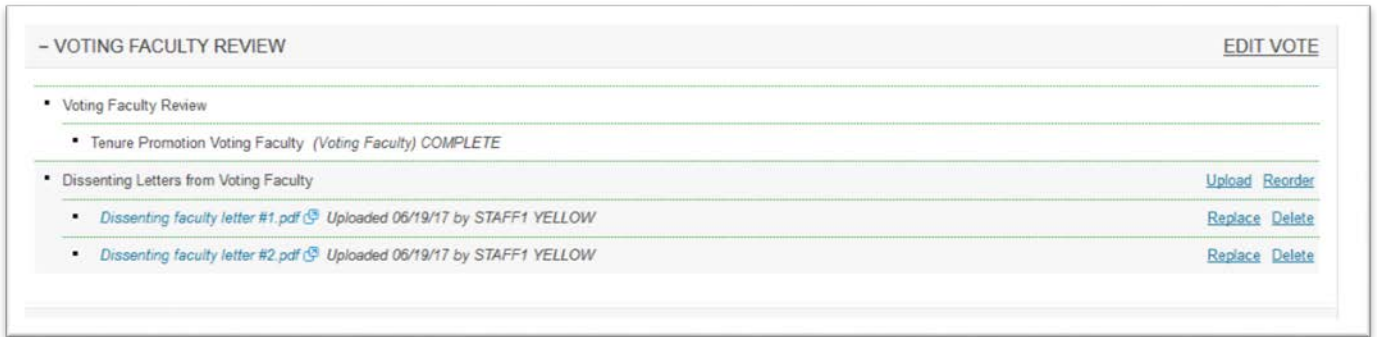 – VOTING FACULTY REVIEW EDIT VOTE
▪ Voting Faculty Review
▪ Tenure Promotion Voting Faculty (Voting Faculty) COMPLETE
▪ Dissenting Letters from Voting Faculty Upload Reorder
▪ Dissenting faculty letter #1.pdf Uploaded 06/19/17 by STAFF1 YELLOW Replace Delete
▪ Dissenting faculty letter #2.pdf Uploaded 06/19/17 by STAFF1 YELLOW Replace Delete